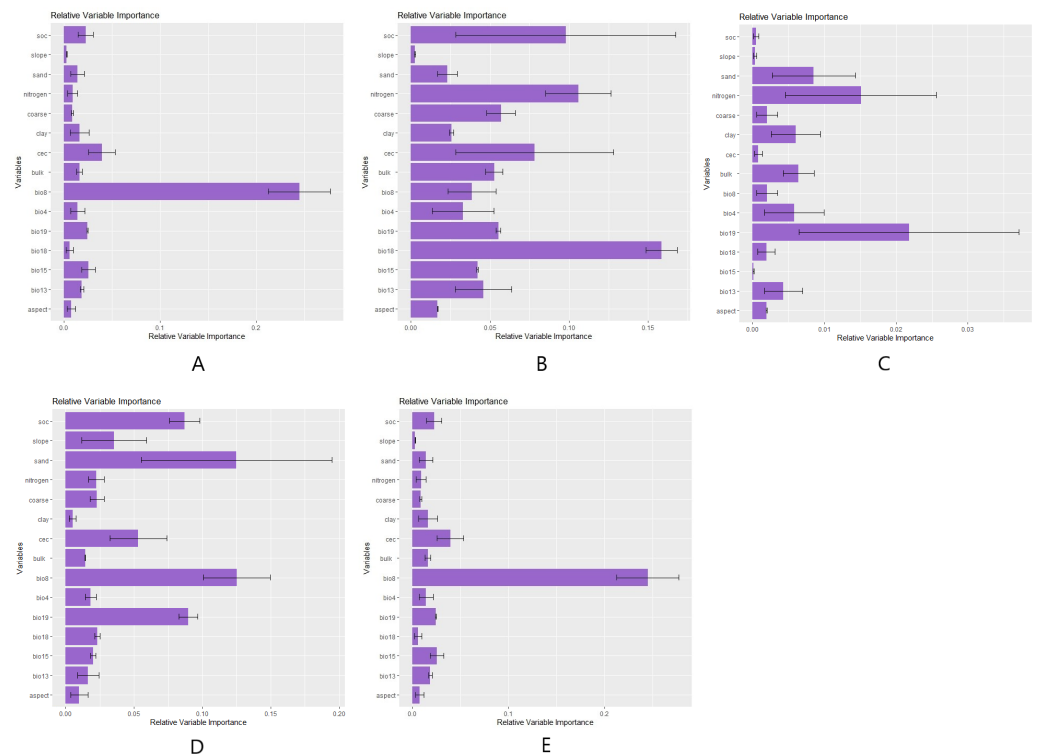 Relative Variable Importance
Variables
soc
slope
sand
nitrogen
coarse
clay
cec
bulk
bio8
bio4
bio19
bio18
bio15
bio13
aspect
0.0 0.1 0.2
Relative Variable Importance
A
Relative Variable Importance
Variables
soc
slope
sand
nitrogen
coarse
clay
cec
bulk
bio8
bio4
bio19
bio18
bio15
bio13
aspect
0.00 0.05 0.10 0.15
Relative Variable Importance
B
Relative Variable Importance
Variables
soc
slope
sand
nitrogen
coarse
clay
cec
bulk
bio8
bio4
bio19
bio18
bio15
bio13
aspect
0.00 0.01 0.02 0.03
Relative Variable Importance
C
Relative Variable Importance
Variables
soc
slope
sand
nitrogen
coarse
clay
cec
bulk
bio8
bio4
bio19
bio18
bio15
bio13
aspect
0.00 0.05 0.10 0.15 0.20
Relative Variable Importance
D
Relative Variable Importance
Variables
soc
slope
sand
nitrogen
coarse
clay
cec
bulk
bio8
bio4
bio19
bio18
bio15
bio13
aspect
0.0 0.1 0.2
Relative Variable Importance
E